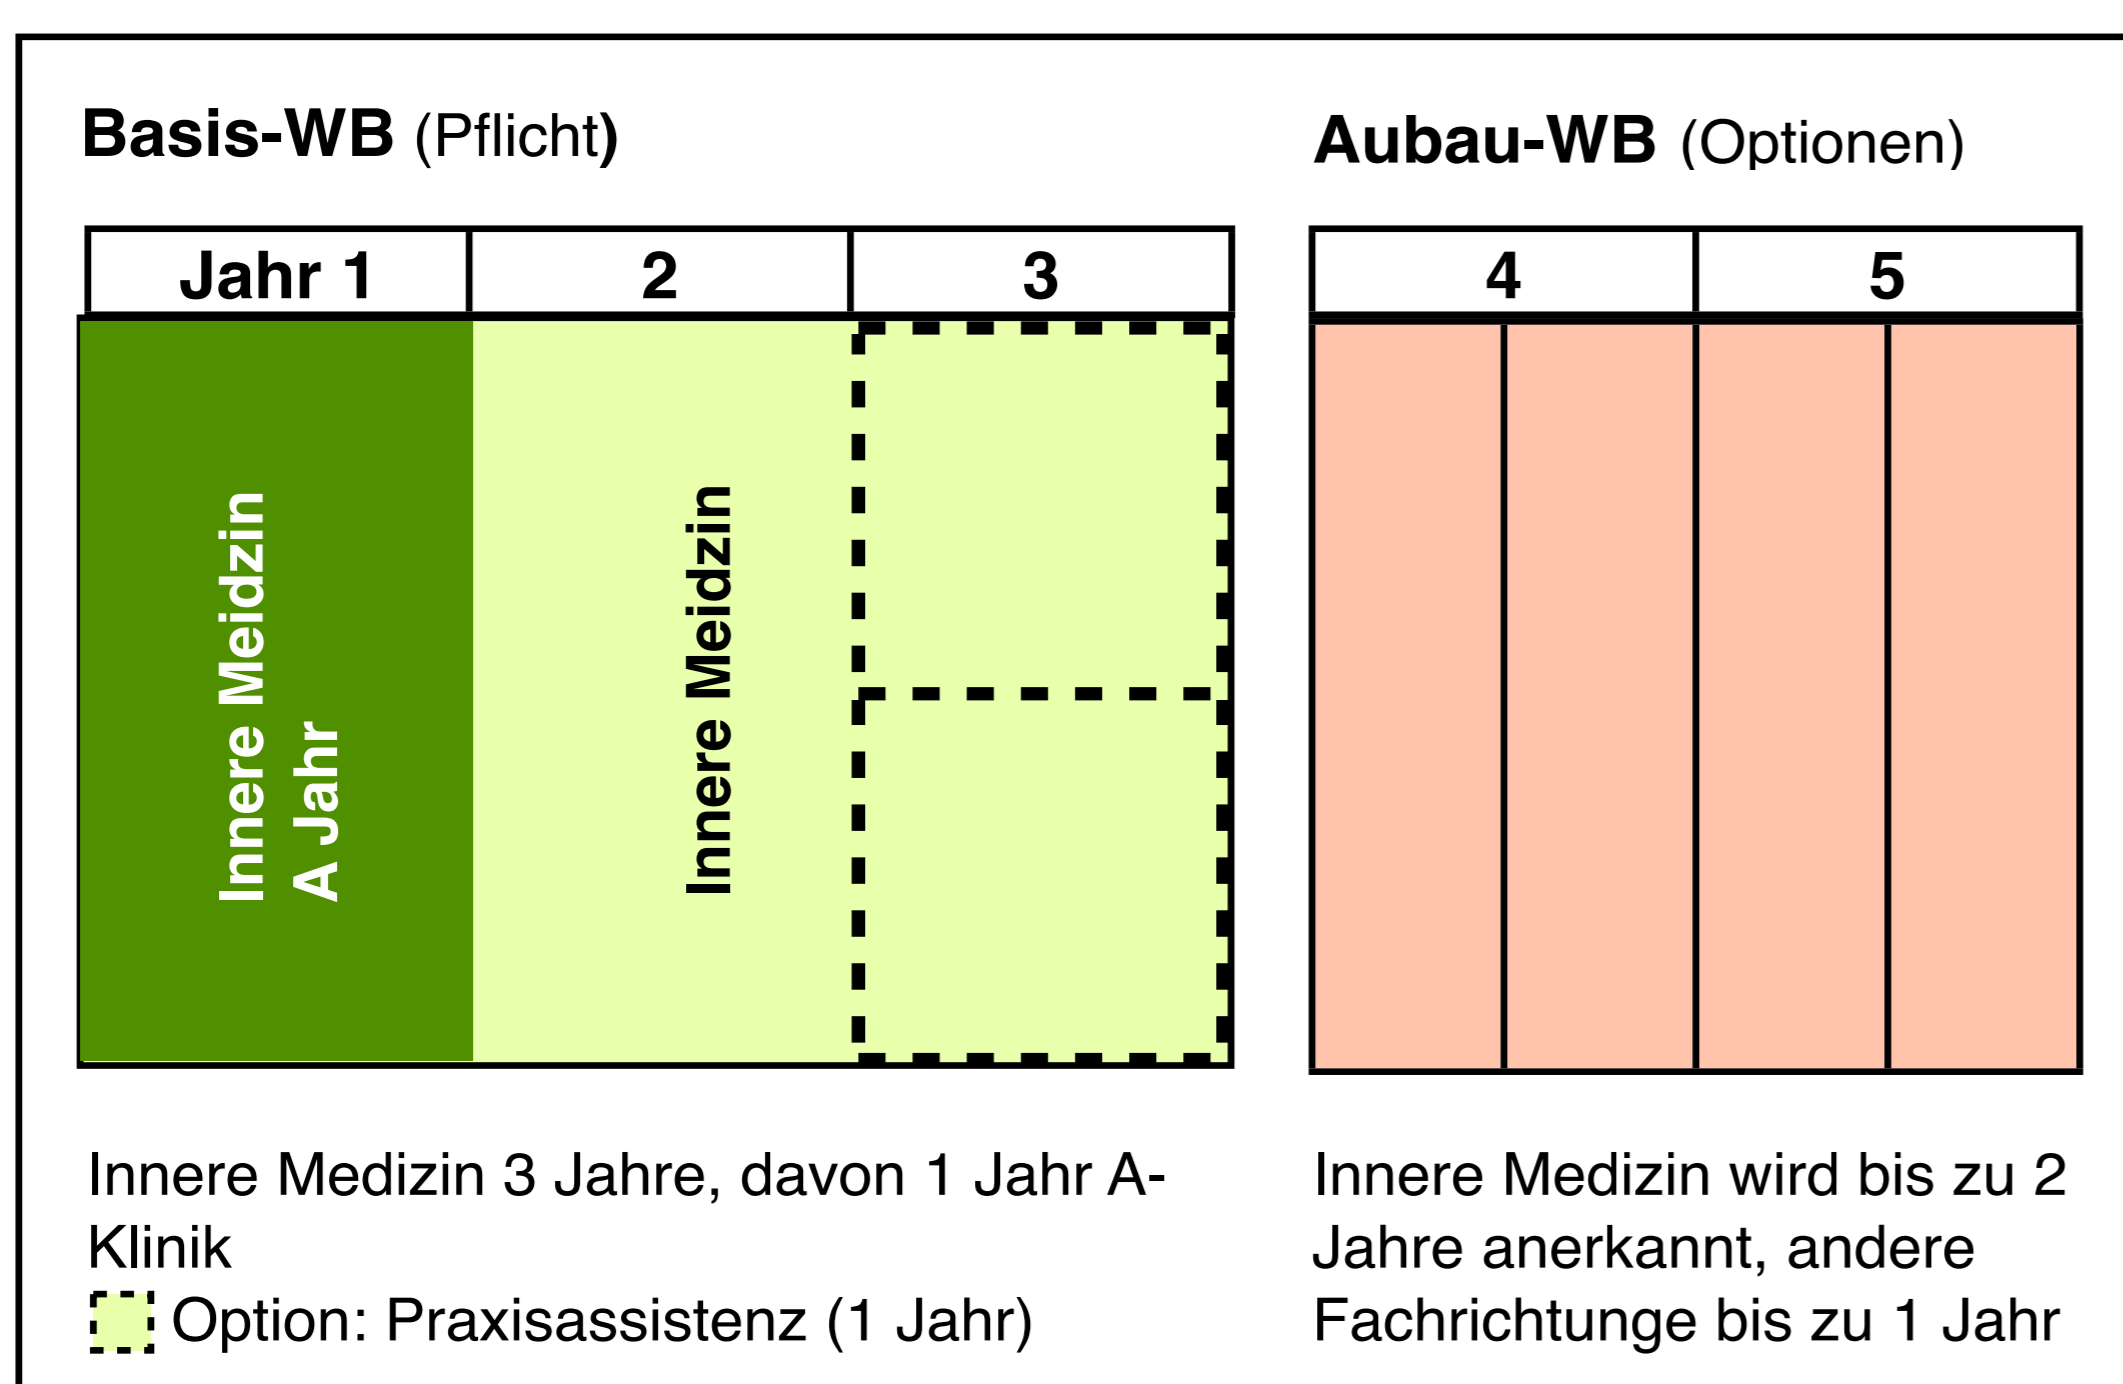 Basis-WB (Pflicht)
Aubau-WB (Optionen)
Jahr 1
2
3
4
5
Innere Meidzin
A Jahr
Innere Meidzin
Innere Medizin 3 Jahre, davon 1 Jahr A-
Klinik
Option: Praxisassistenz (1 Jahr)
Innere Medizin wird bis zu 2
Jahre anerkannt, andere
Fachrichtunge bis zu 1 Jahr